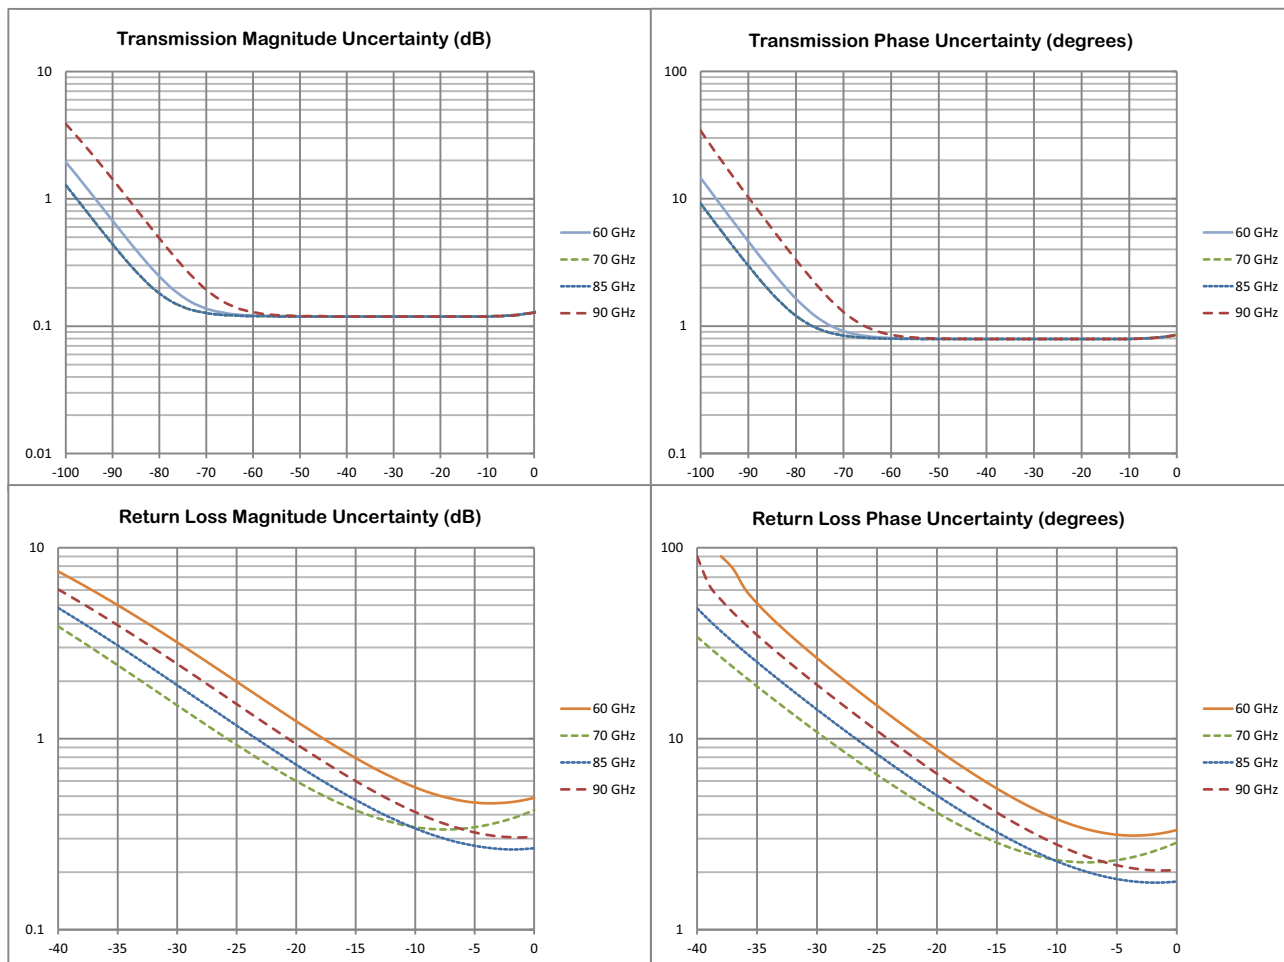 Transmission Magnitude Uncertainty (dB)
10
1
0.1
0.01
-100 -90 -80 -70 -60 -50 -40 -30 -20 -10 0
60 GHz
70 GHz
85 GHz
90 GHz
Transmission Phase Uncertainty (degrees)
100
10
1
0.1
-100 -90 -80 -70 -60 -50 -40 -30 -20 -10 0
60 GHz
70 GHz
85 GHz
90 GHz
Return Loss Magnitude Uncertainty (dB)
10
1
0.1
-40 -35 -30 -25 -20 -15 -10 -5 0
60 GHz
70 GHz
85 GHz
90 GHz
Return Loss Phase Uncertainty (degrees)
100
10
1
-40 -35 -30 -25 -20 -15 -10 -5 0
60 GHz
70 GHz
85 GHz
90 GHz